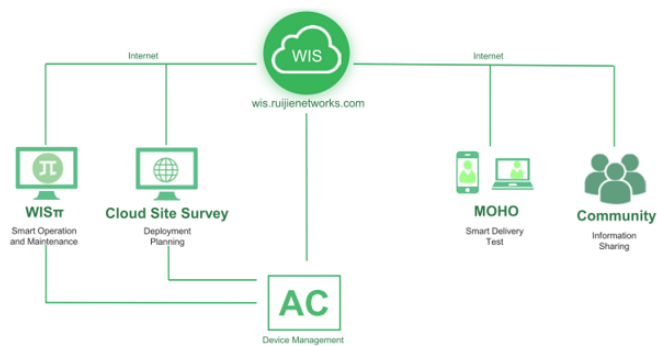 WIS
Internet
Internet
wis.ruijienetworks.com
π
WISπ
Smart Operation
and Maintenance
Cloud Site Survey
Deployment
Planning
MOHO
Smart Delivery
Test
Community
Information
Sharing
AC
Device Management